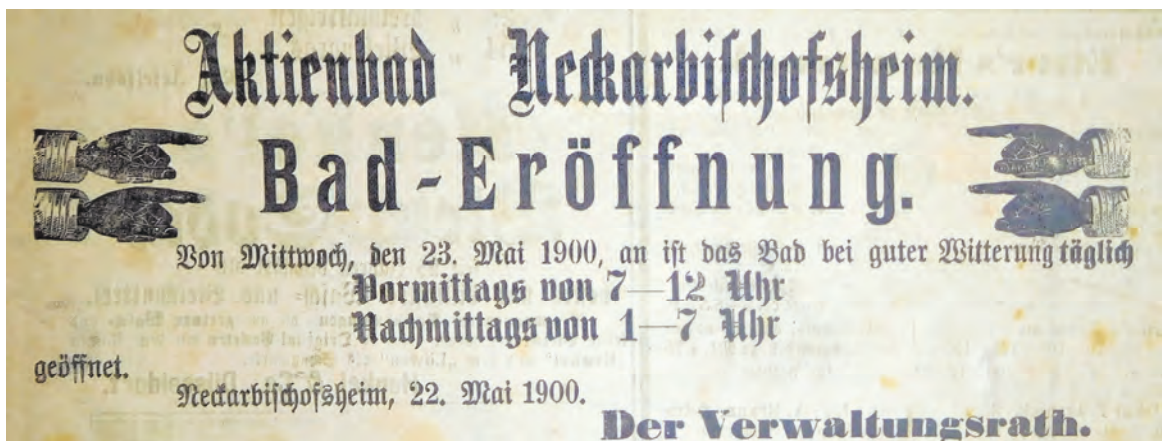 Aktienbad Neckarbischofsheim.
Bad-Eröffnung.
Von Mittwoch, den 23. Mai 1900, an ist das Bad bei guter Witterung täglich
Vormittags von 7—12 Uhr
Nachmittags von 1—7 Uhr
geöffnet.
Neckarbischofsheim, 22. Mai 1900.
Der Verwaltungsrath.